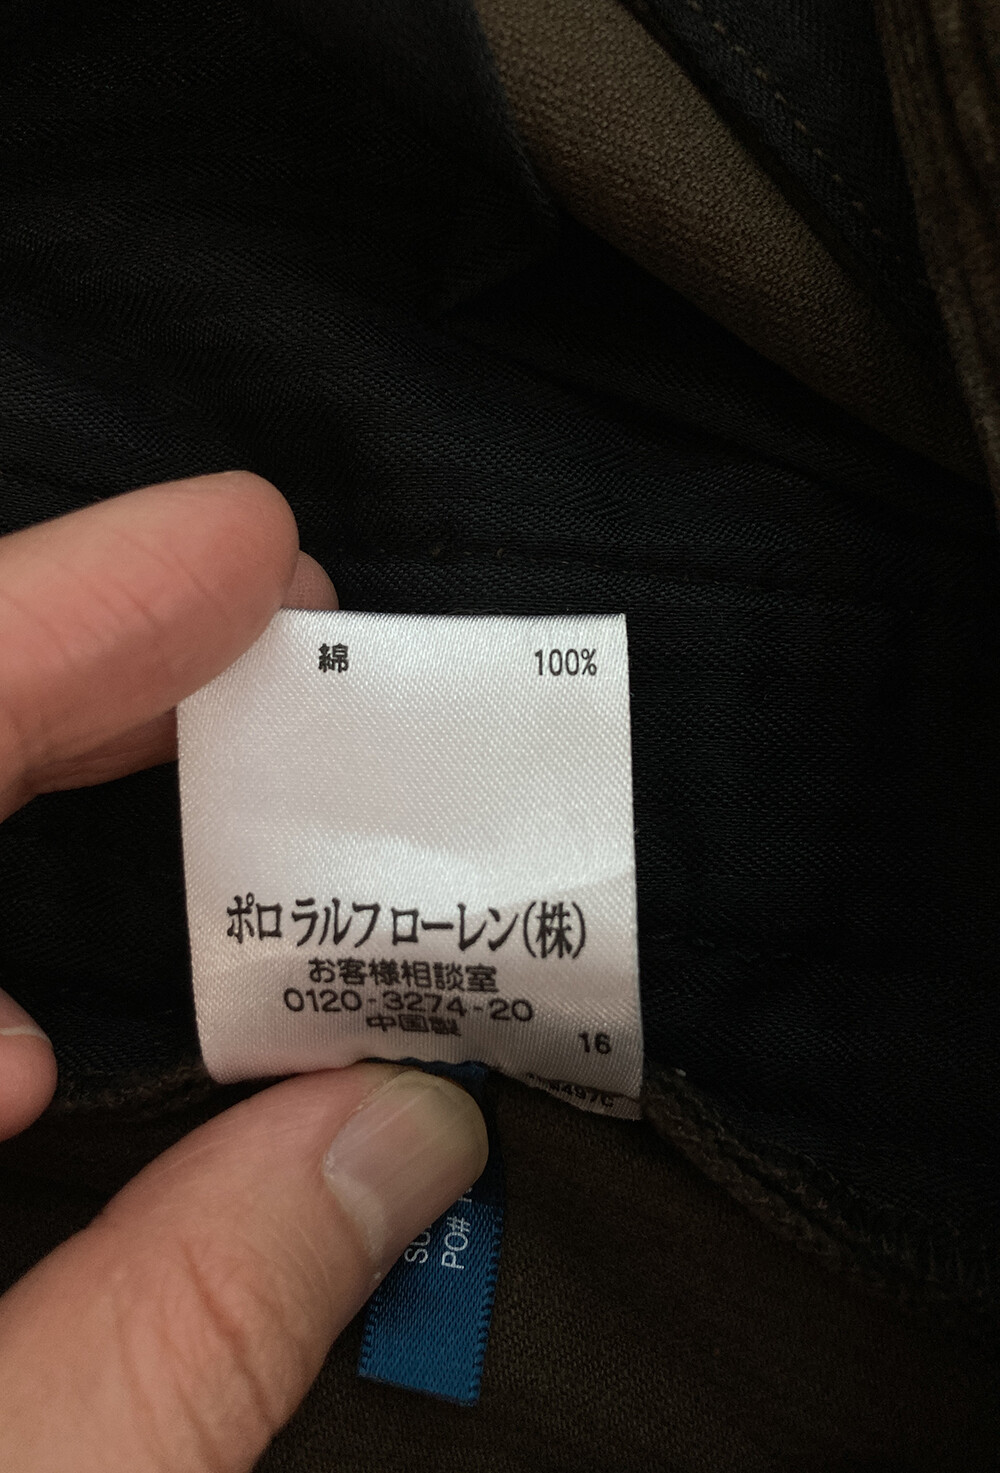 綿 100%
ポロ ラルフ ローレン(株)
お客様相談室
0120-3274-20
中国製
16
PO#